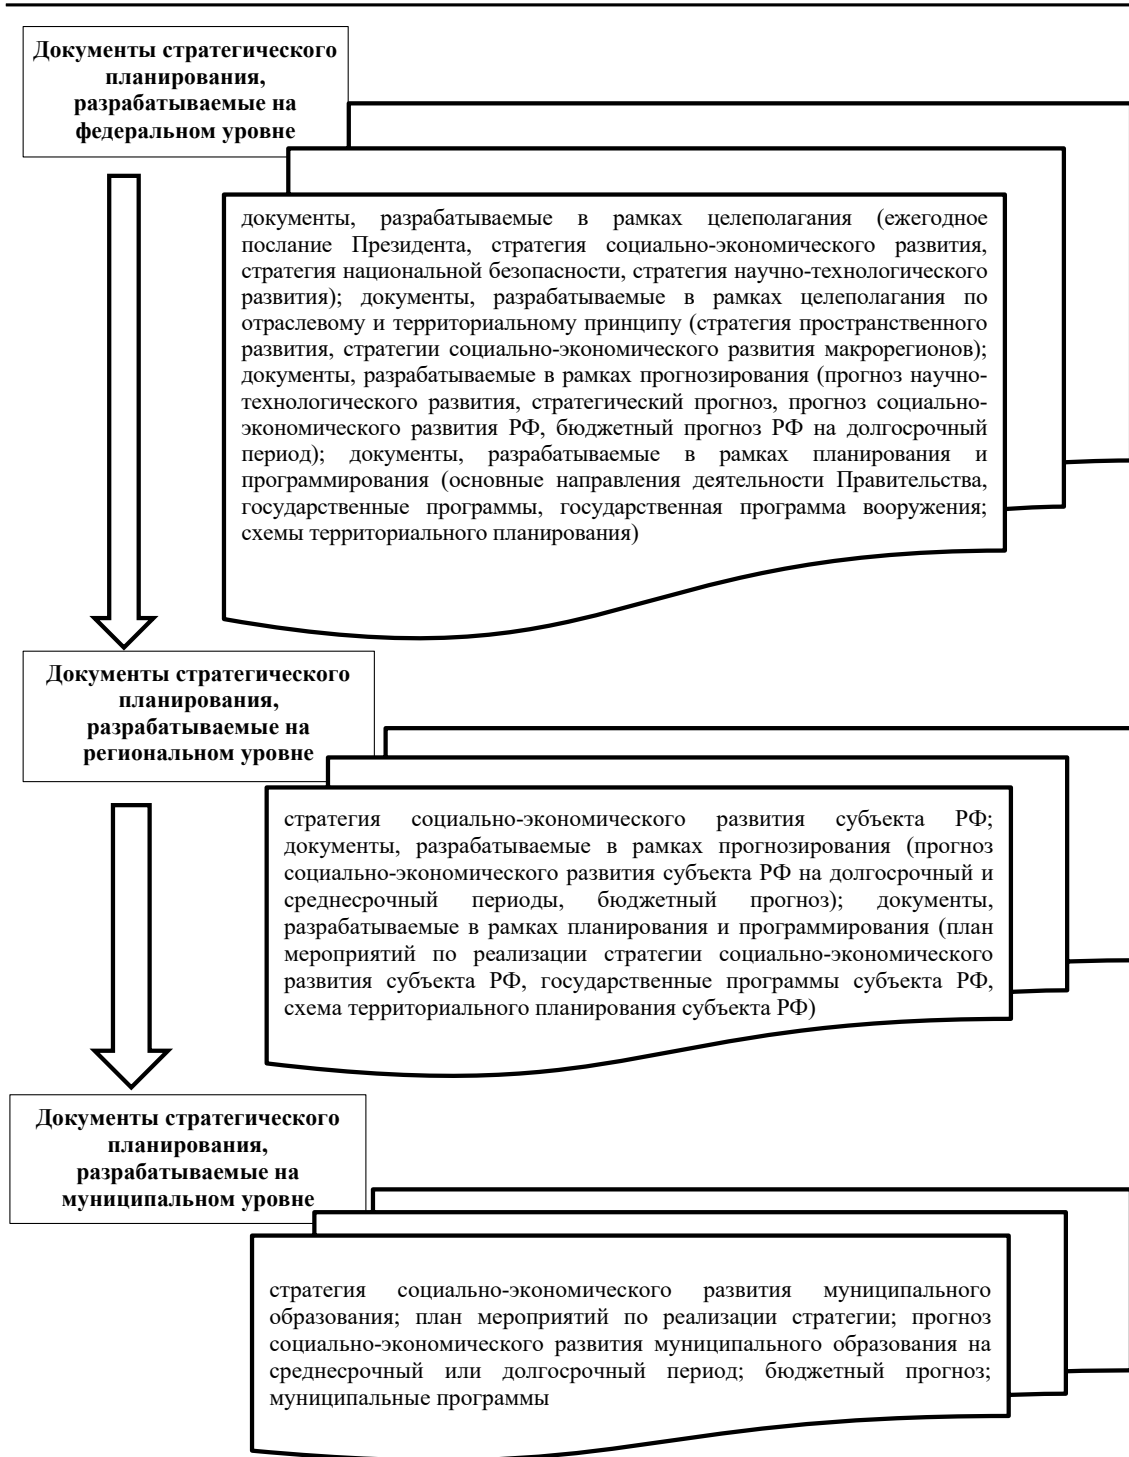 Документы стратегического
планирования,
разрабатываемые на
федеральном уровне
документы, разрабатываемые в рамках целеполагания (ежегодное
послание Президента, стратегия социально-экономического развития,
стратегия национальной безопасности, стратегия научно-технологического
развития); документы, разрабатываемые в рамках целеполагания по
отраслевому и территориальному принципу (стратегия пространственного
развития, стратегии социально-экономического развития макрорегионов);
документы, разрабатываемые в рамках прогнозирования (прогноз научно-
технологического развития, стратегический прогноз, прогноз социально-
экономического развития РФ, бюджетный прогноз РФ на долгосрочный
период); документы, разрабатываемые в рамках планирования и
программирования (основные направления деятельности Правительства,
государственные программы, государственная программа вооружения;
схемы территориального планирования)
Документы стратегического
планирования,
разрабатываемые на
региональном уровне
стратегия социально-экономического развития субъекта РФ;
документы, разрабатываемые в рамках прогнозирования (прогноз
социально-экономического развития субъекта РФ на долгосрочный и
среднесрочный периоды, бюджетный прогноз); документы,
разрабатываемые в рамках планирования и программирования (план
мероприятий по реализации стратегии социально-экономического
развития субъекта РФ, государственные программы субъекта РФ,
схема территориального планирования субъекта РФ)
Документы стратегического
планирования,
разрабатываемые на
муниципальном уровне
стратегия социально-экономического развития муниципального
образования; план мероприятий по реализации стратегии; прогноз
социально-экономического развития муниципального образования на
среднесрочный или долгосрочный период; бюджетный прогноз;
муниципальные программы